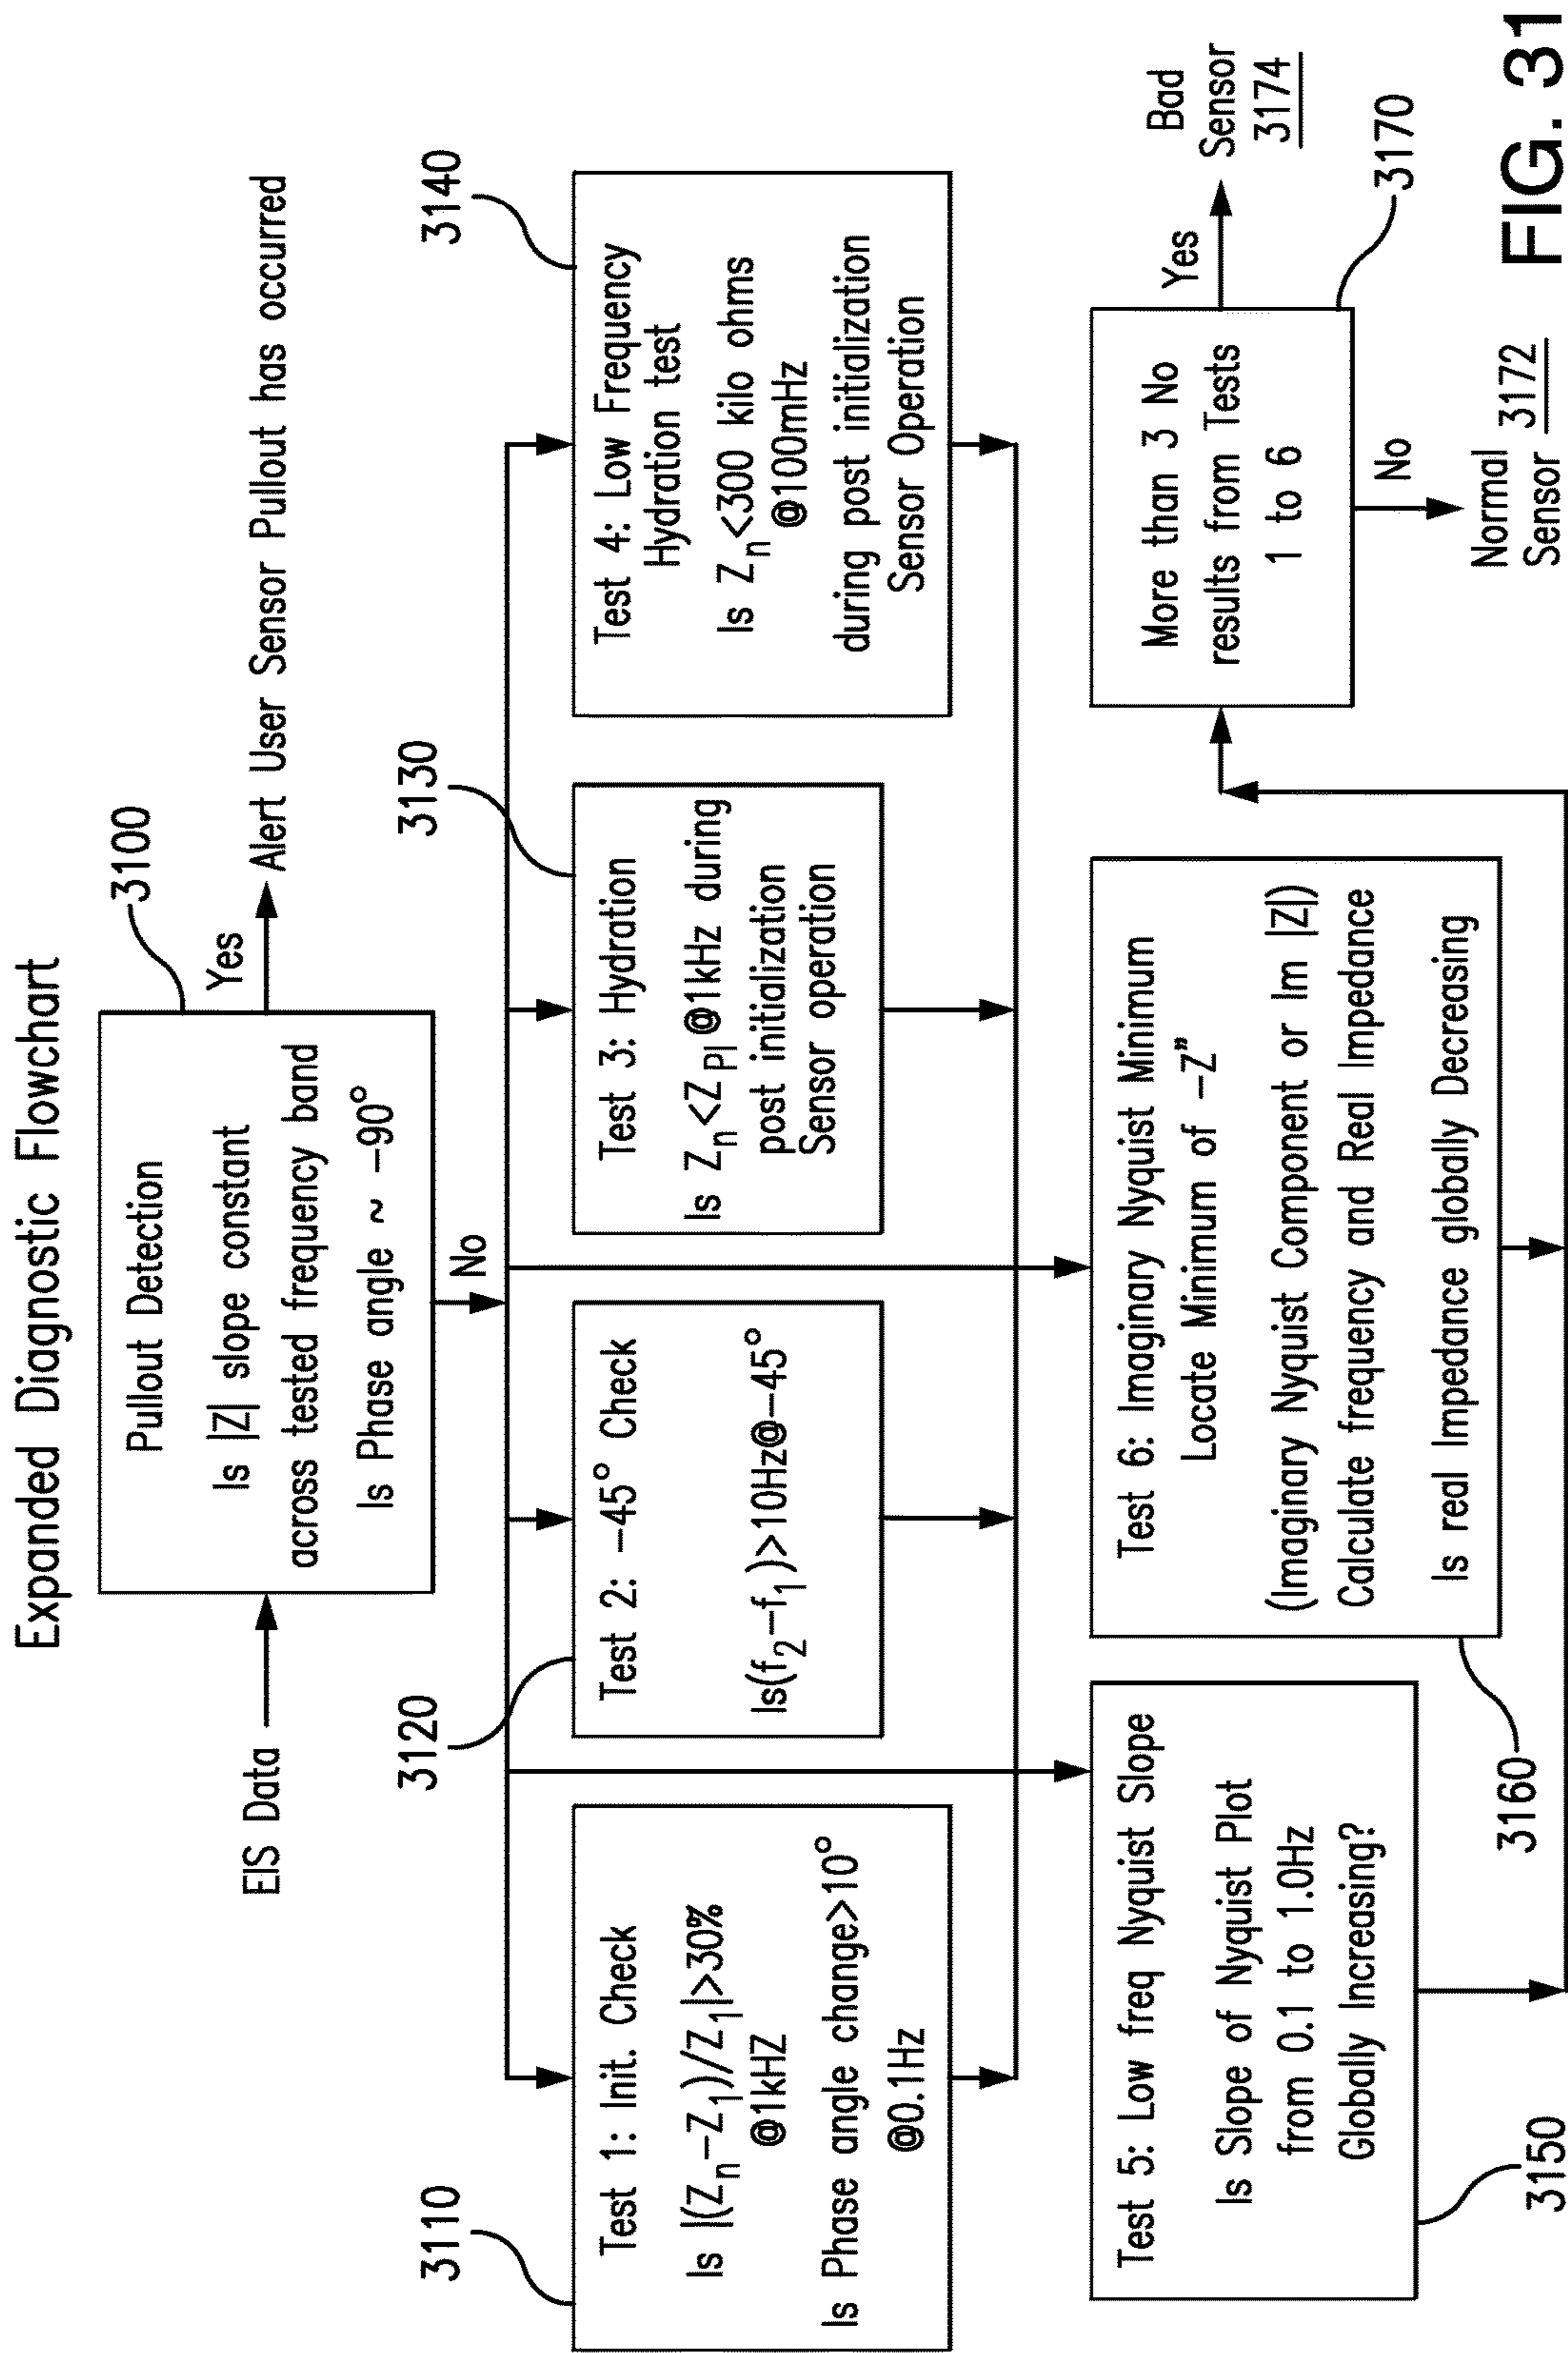 Expanded Diagnostic Flowchart
EIS Data
3100
Pullout Detection
Is |Z| slope constant
across tested frequency band
Is Phase angle ~ −90°
Yes
Alert User Sensor Pullout has occurred
No
3110
Test 1: Init. Check
Is |(Zn−Z1)/Z1|>30%
@1kHZ
Is Phase angle change>10°
@0.1Hz
3120
Test 2: −45° Check
Is(f2−f1)>10Hz@−45°
3130
Test 3: Hydration
Is Zn<ZPI@1kHz during
post initialization
Sensor operation
3140
Test 4: Low Frequency
Hydration test
Is Zn<300 kilo ohms
@100mHz
during post initialization
Sensor Operation
Test 5: Low freq Nyquist Slope
Is Slope of Nyquist Plot
from 0.1 to 1.0Hz
Globally Increasing?
3150
Test 6: Imaginary Nyquist Minimum
Locate Minimum of −Z”
(Imaginary Nyquist Component or Im |Z|)
Calculate frequency and Real Impedance
Is real Impedance globally Decreasing
3160
More than 3 No
results from Tests
1 to 6
3170
Yes
Bad
Sensor
3174
No
Normal
Sensor 3172
FIG. 31